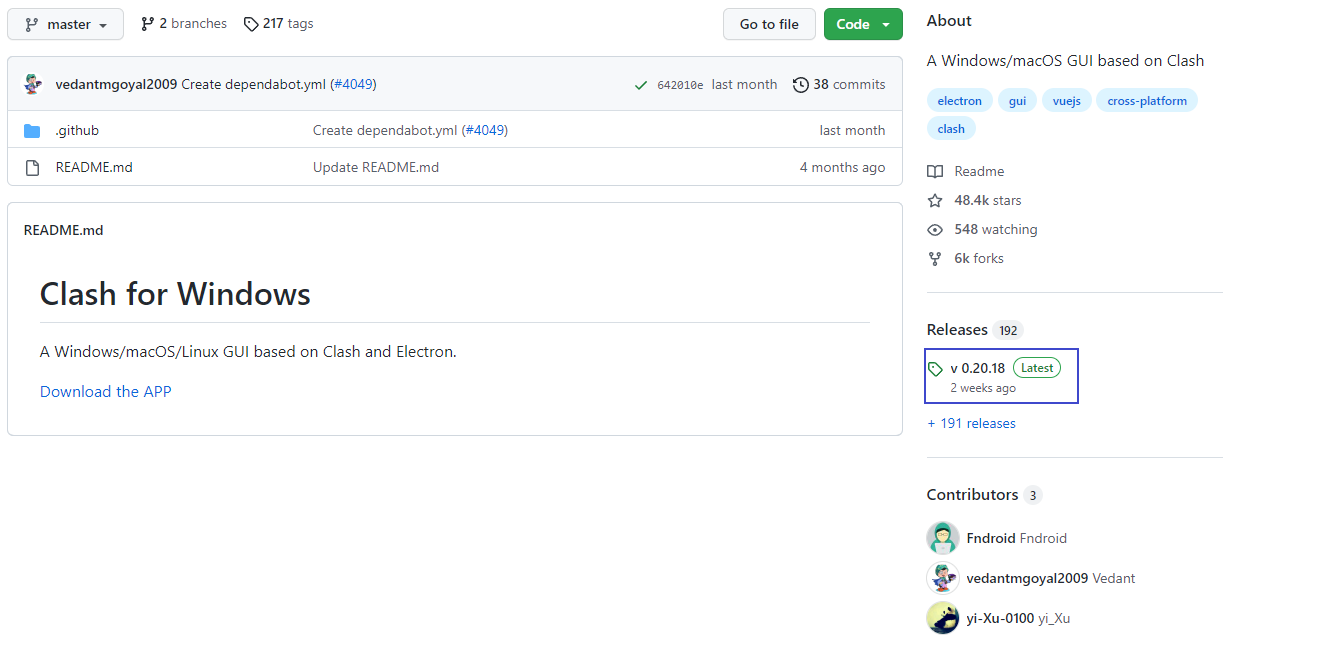 master
2 branches
217 tags
Go to file
Code
vedantmgoyal2009 Create dependabot.yml (#4049)
642010e last month
38 commits
.github
Create dependabot.yml (#4049)
last month
README.md
Update README.md
4 months ago
README.md
Clash for Windows
A Windows/macOS/Linux GUI based on Clash and Electron.
Download the APP
About
A Windows/macOS GUI based on Clash
electron gui vuejs cross-platform
clash
Readme
48.4k stars
548 watching
6k forks
Releases 192
v 0.20.18 Latest
2 weeks ago
+ 191 releases
Contributors 3
Fndroid Fndroid
vedantmgoyal2009 Vedant
yi-Xu-0100 yi_Xu